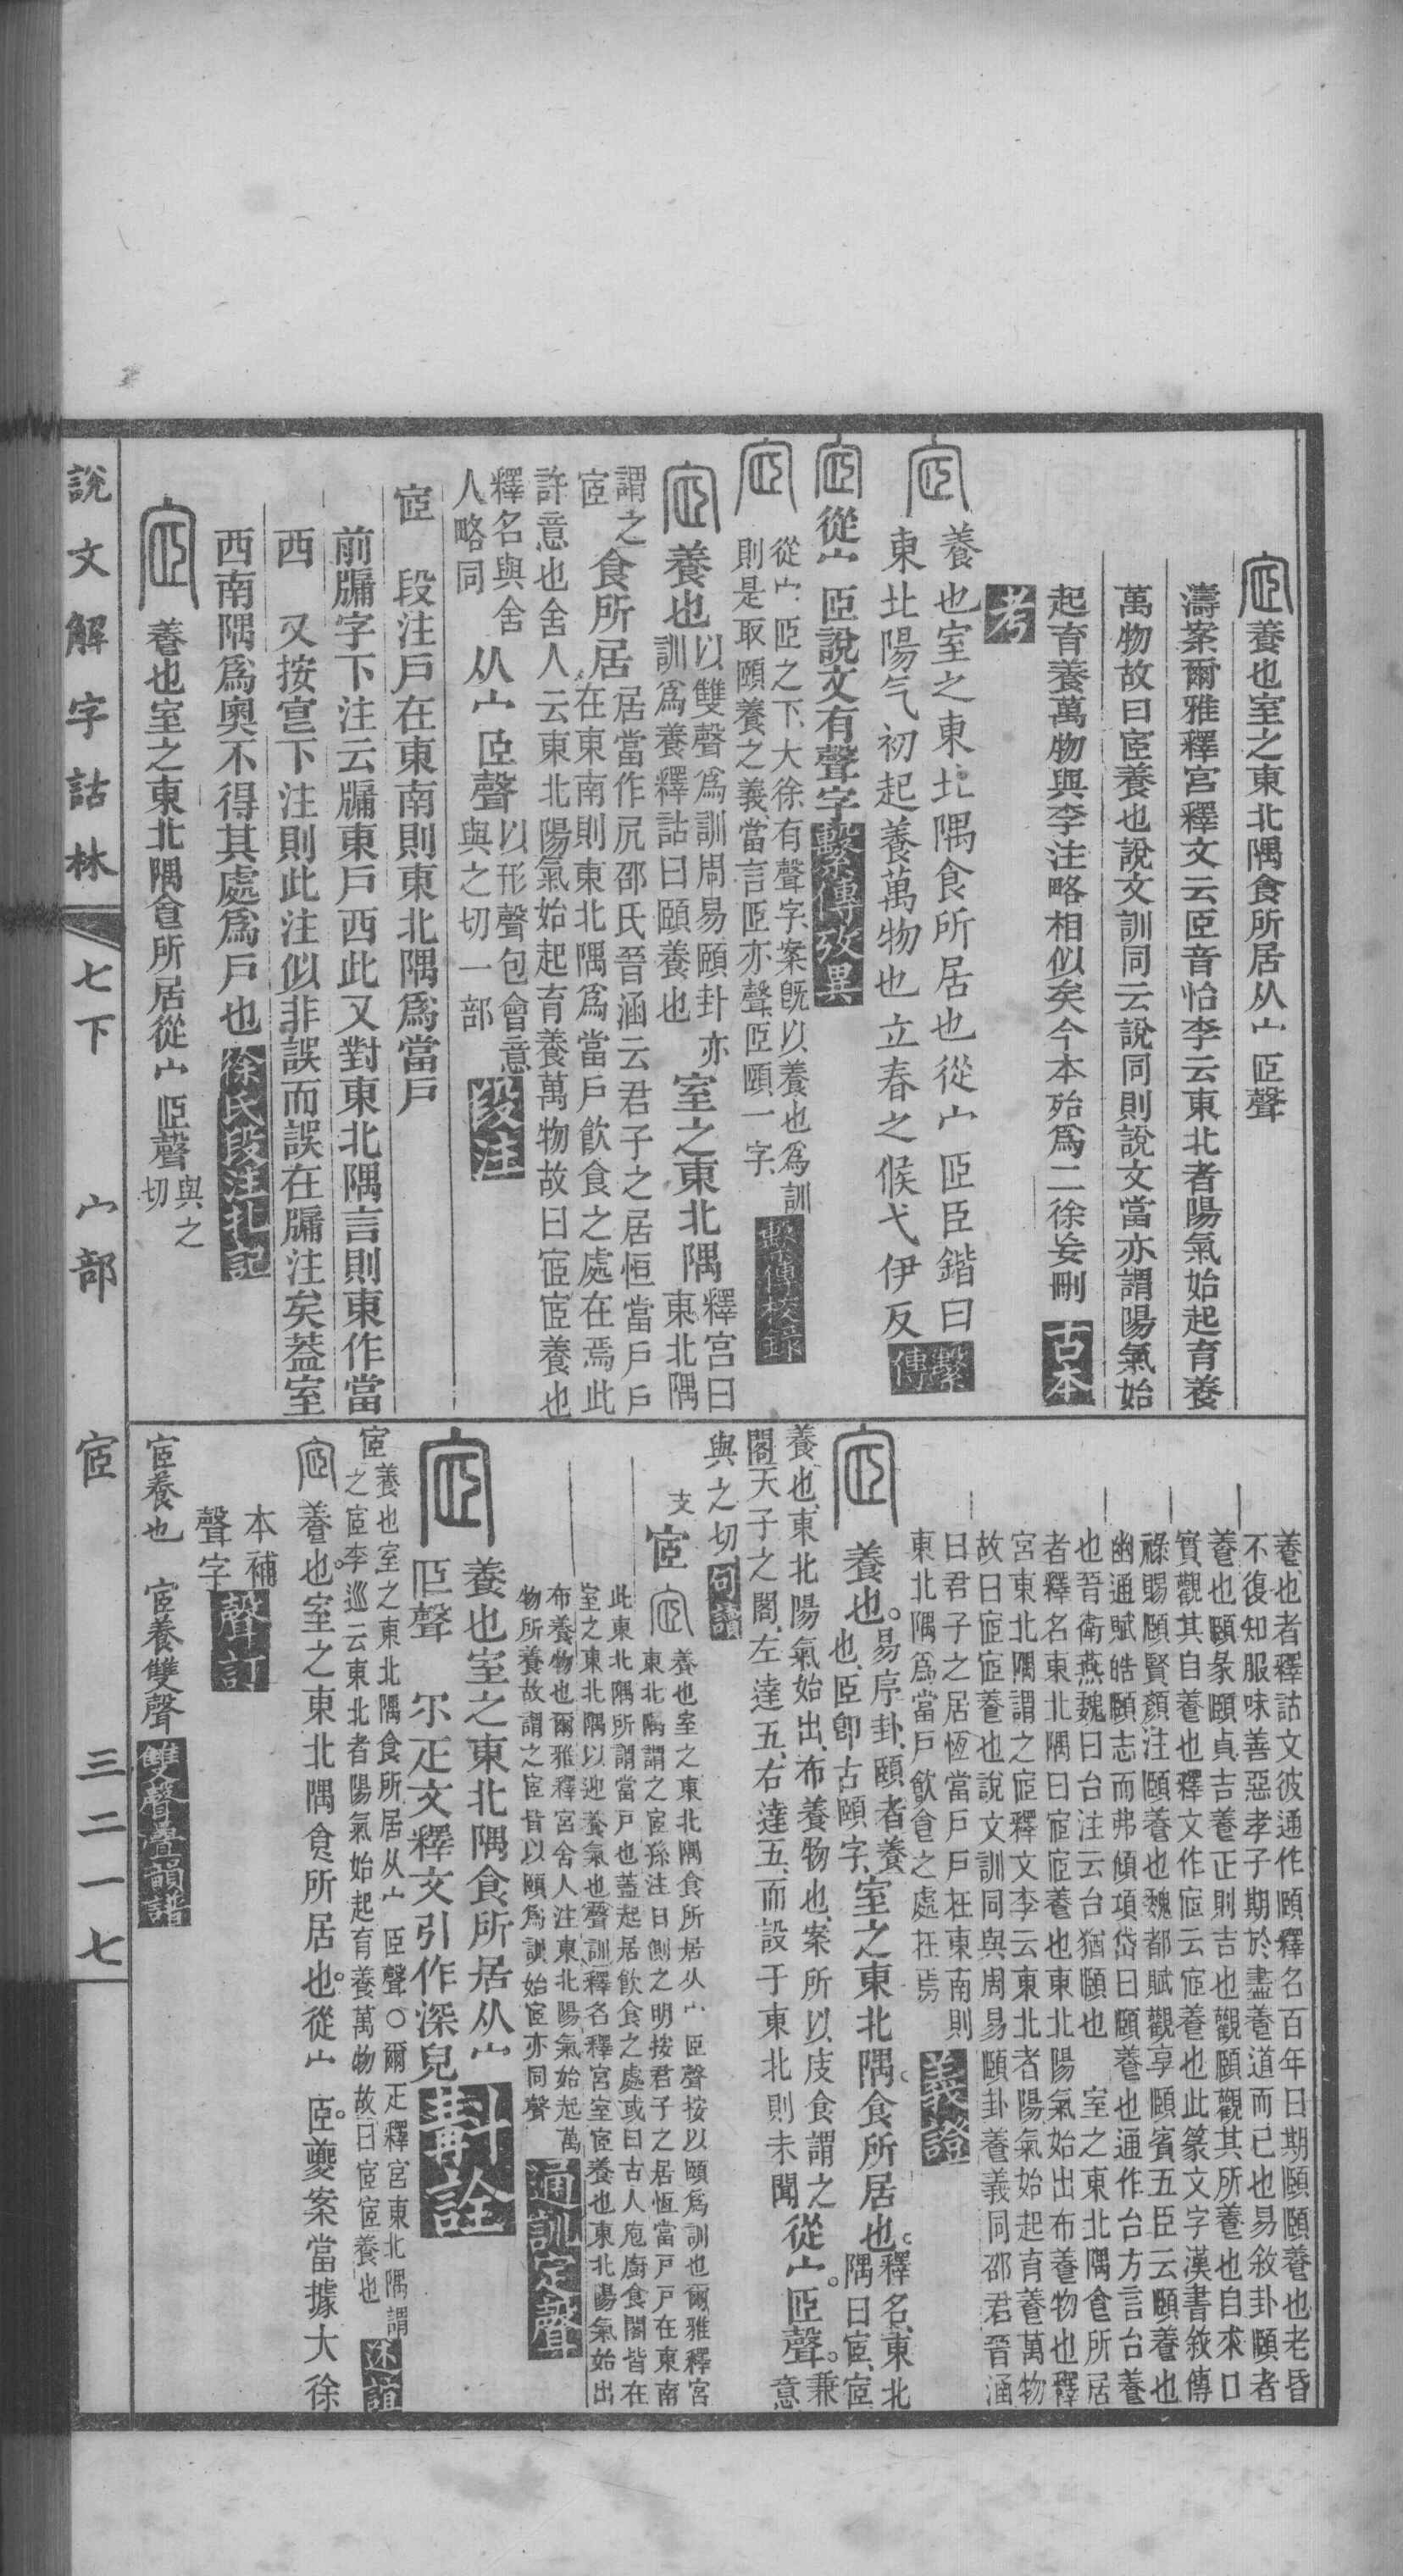 養也室之東北隅食所居从宀𦣞聲
濤案爾雅釋宮釋文云𦣞音怡李云東北者陽氣始起育養
萬物故曰宧養也說文訓同云說同則說文當亦謂陽氣始
起育養萬物與李注略相似矣今本殆爲二徐妄刪 古本
考
養也室之東北隅食所居也從宀𦣞臣鍇曰
東北陽气初起養萬物也立春之候弋伊反 繫傳
從宀𦣞說文有聲字 繫傳攷異
從宀𦣞之下大徐有聲字案旣以養也爲訓
則是取頤養之義當言𦣞亦聲𦣞頤一字 繫傳校錄
養也 以雙聲爲訓周易頤卦亦
訓爲養釋詁曰頤養也 室之東北隅 釋宮曰
東北隅
謂之
宧 食所居 居當作凥邵氏晉涵云君子之居恒當戶戶
在東南則東北隅爲當戶飮食之處在焉此
許意也舍人云東北陽氣始起育養萬物故曰宧宧養也
釋名與舍
人略同 从宀𦣞聲 以形聲包會意
與之切一部 段注
宧 段注戶在東南則東北隅爲當戶
前牖字下注云牖東戶西此又對東北隅言則東作當
西 又按宧下注則此注似非誤而誤在牖注矣蓋室
西南隅爲奧不得其處爲戶也 徐氏段注札記
養也室之東北隅食所居從宀𦣞聲 與之
切
養也者釋詁文彼通作頤釋名百年曰期頤頤養也老昏
不復知服味善惡孝子期於盡養道而已也易敘卦頤者
養也頤彖頤貞吉養正則吉也觀頤觀其所養也自求口
實觀其自養也釋文作宧云宧養也此篆文字漢書敘傳
祿賜頤賢顏注頤養也魏都賦觀享頤賓五臣云頤養也
幽通賦皓頤志而弗傾項岱曰頤養也通作台方言台養
也晉衛燕魏曰台注云台猶頤也 室之東北隅食所居
者釋名東北隅曰宧宧養也東北陽氣始出布養物也釋
宮東北隅謂之宧釋文李云東北者陽氣始起育養萬物
故曰宧宧養也說文訓同與周易頤卦養義同邵君晉涵
曰君子之居恆當戶戶在東南則
東北隅爲當戶飮食之處在焉 義證
養也。 易序卦、頤者養
也、𦣞卽古頤字、 室之東北隅。食所居也。 釋名、東北
隅曰宧、宧
養也、東北陽氣始出、布養物也、案所以庋食謂之
閣、天子之閣、左達五、右達五、而設于東北則未聞 從宀。𦣞聲。 兼
意
與之切 句讀
支 宧 養也室之東北隅食所居从宀𦣞聲按以頤爲訓也爾雅釋宮
東北隅謂之宧孫注日側之明按君子之居恆當戶戶在東南
此東北隅所謂當戶也蓋起居飲食之處或曰古人庖廚食閣皆在
室之東北隅以迎養氣也聲訓釋名釋宮室宧養也東北陽氣始出
布養物也爾雅釋宮舍人注東北陽氣始起萬
物所養故謂之宧皆以頤爲訓始宧亦同聲 通訓定聲
養也室之東北隅食所居从宀
𦣞聲 尔疋文釋文引作深皃 斠詮
宧 養也室之東北隅食所居从宀𦣞聲○爾疋釋宮東北隅謂
之宧李巡云東北者陽氣始起育養萬物故曰宧宧養也 述誼
養也。室之東北隅食所居也。從宀𦣞。夔案當據大徐
本補
聲字 聲訂
宧養也 宧養雙聲 雙聲疊韻譜
說文解字詁林 七下 宀部 宧 三二一七